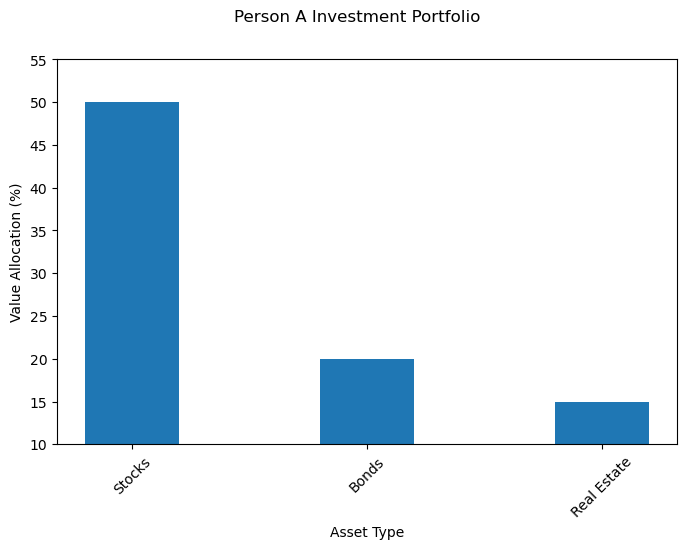 Person A Investment Portfolio
Value Allocation (%)
55
50
45
40
35
30
25
20
15
10
Stocks
Bonds
Real Estate
Asset Type